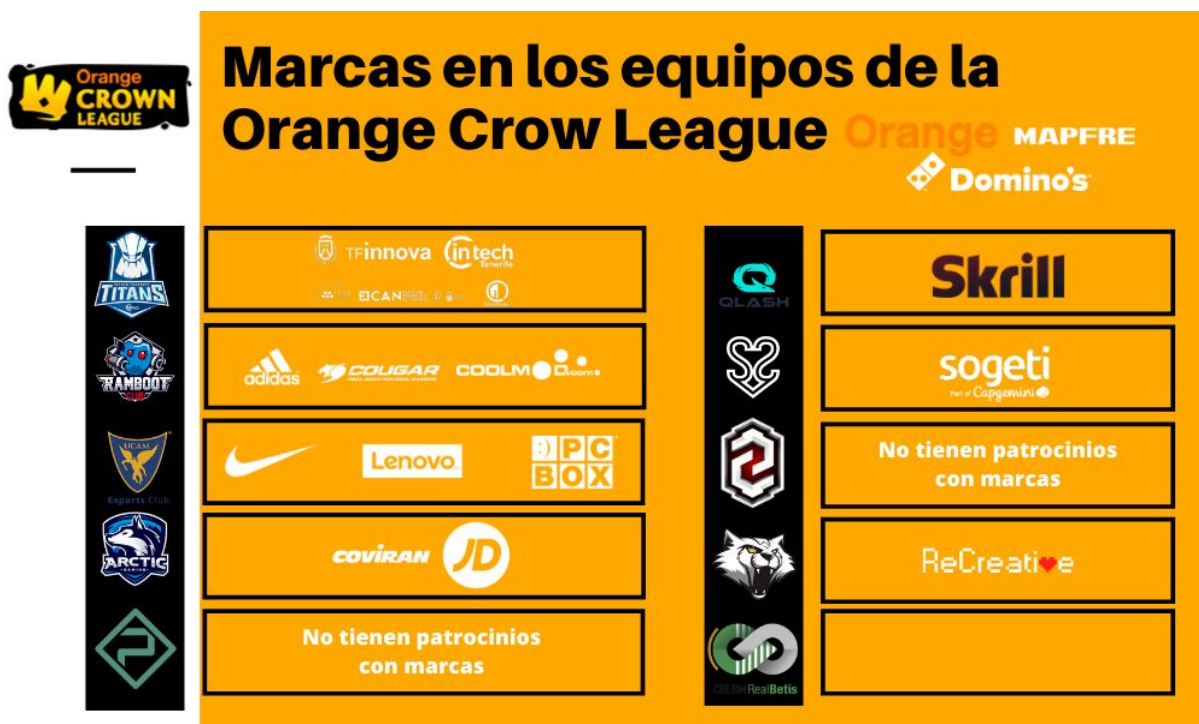 Orange
CROWN
LEAGUE
Marcas en los equipos de la
Orange Crow League
Orange
MAPFRE
Domino's
TITANS
TFinnova
intech
Tenerife
RAMBOOT
CLUB
adidas
COUGAR
COOLMOD.com
UCAM
Esports Club
Lenovo
PC
BOX
ARCTIC
GAMING
COVIRAN
JD
No tienen patrocinios
con marcas
QLASH
Skrill
sogeti
Part of Capgemini
No tienen patrocinios
con marcas
ReCreative
RealBetis